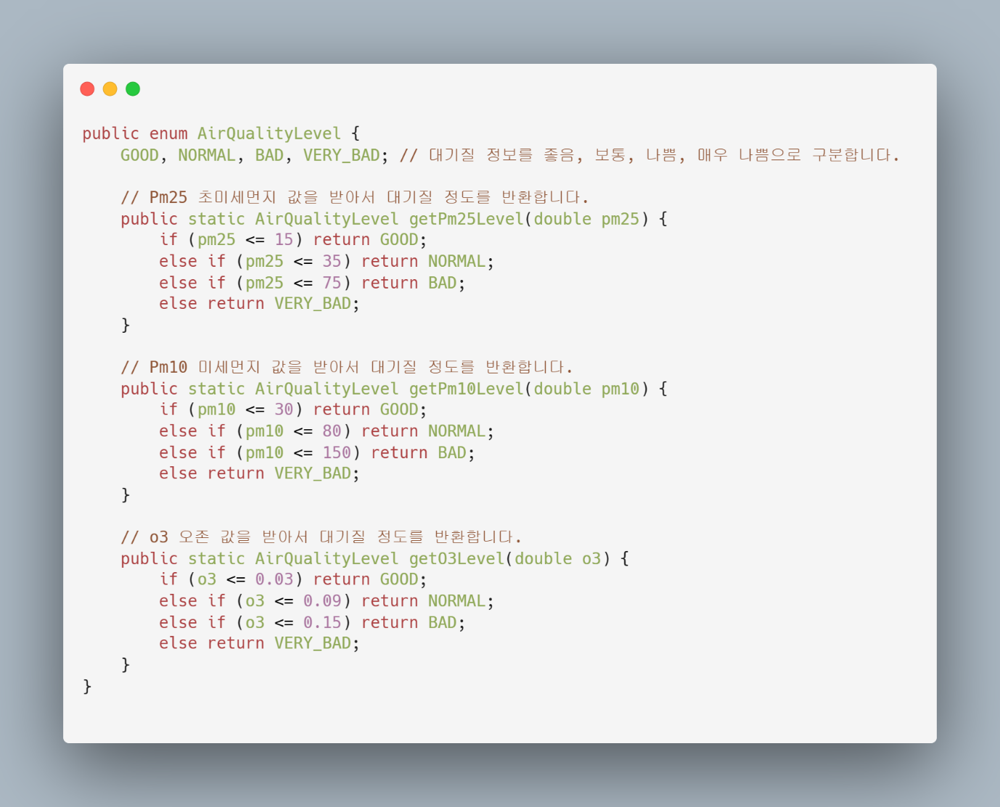 public enum AirQualityLevel {
    GOOD, NORMAL, BAD, VERY_BAD; // 대기질 정보를 좋음, 보통, 나쁨, 매우 나쁨으로 구분합니다.

    // Pm25 초미세먼지 값을 받아서 대기질 정도를 반환합니다.
    public static AirQualityLevel getPm25Level(double pm25) {
        if (pm25 <= 15) return GOOD;
        else if (pm25 <= 35) return NORMAL;
        else if (pm25 <= 75) return BAD;
        else return VERY_BAD;
    }

    // Pm10 미세먼지 값을 받아서 대기질 정도를 반환합니다.
    public static AirQualityLevel getPm10Level(double pm10) {
        if (pm10 <= 30) return GOOD;
        else if (pm10 <= 80) return NORMAL;
        else if (pm10 <= 150) return BAD;
        else return VERY_BAD;
    }

    // o3 오존 값을 받아서 대기질 정도를 반환합니다.
    public static AirQualityLevel getO3Level(double o3) {
        if (o3 <= 0.03) return GOOD;
        else if (o3 <= 0.09) return NORMAL;
        else if (o3 <= 0.15) return BAD;
        else return VERY_BAD;
    }
}